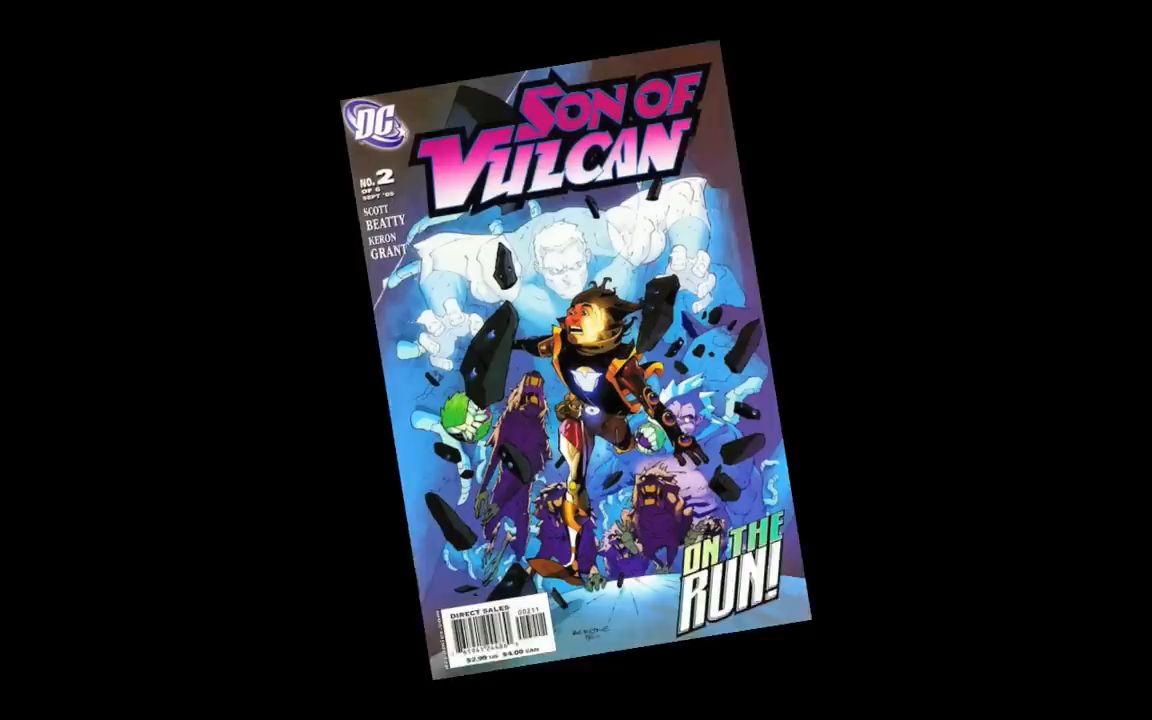 DC
SON OF
VULCAN
NO. 2
OF 6
SEPT '05
SCOTT
BEATTY
KERON
GRANT
ON THE
RUN!
DIRECT SALES
00211
$2.99 US $4.00 CAN